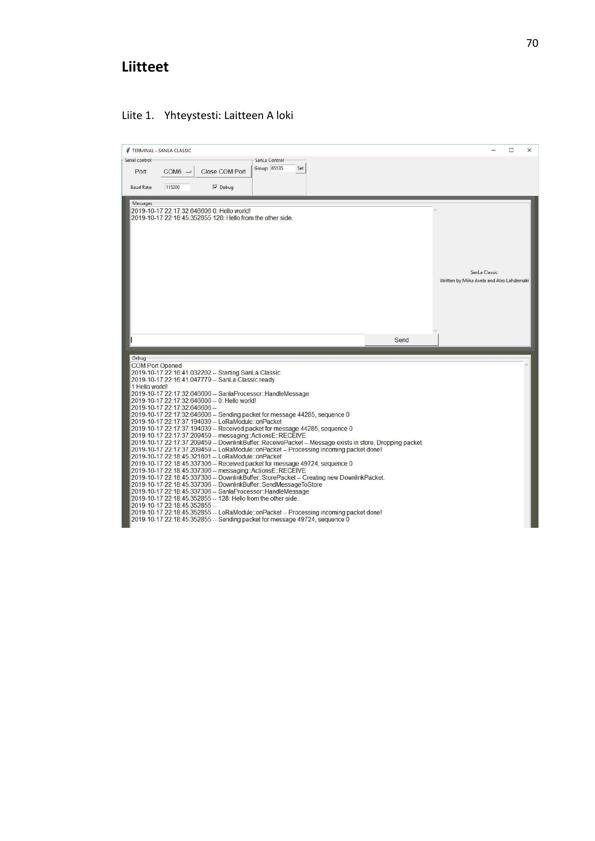 70
Liitteet
Liite 1. Yhteystesti: Laitteen A loki
TERMINAL - SANLA CLASSIC
Serial control
SanLa Control
Port COM6 Close COM Port
Group: 65535 Set
Baud Rate: 115200 Debug
Messages
2019-10-17 22:17:32.646606 0: Hello world!
2019-10-17 22:18:45.352855 128: Hello from the other side.
SanLa Classic
Written by Miika Avela and Atso
Send
Debug
COM Port Opened
2019-10-17 22:16:41.032202 -- Starting SanLa Classic
2019-10-17 22:16:41.047779 -- SanLa Classic ready
1 Hello world!
2019-10-17 22:17:32.646606 -- SanlaProcessor::HandleMessage
2019-10-17 22:17:32.646606 -- 0: Hello world!
2019-10-17 22:17:32.646606 --
2019-10-17 22:17:32.646606 -- Sending packet for message 44285, sequence 0
2019-10-17 22:17:37.194039 -- LoRaModule::onPacket
2019-10-17 22:17:37.194039 -- Received packet for message 44285, sequence 0
2019-10-17 22:17:37.209459 -- messaging::ActionsE::RECEIVE
2019-10-17 22:17:37.209459 -- DownlinkBuffer::ReceivePacket -- Message exists in store. Dropping packet.
2019-10-17 22:17:37.209459 -- LoRaModule::onPacket -- Processing incoming packet done!
2019-10-17 22:18:45.321601 -- LoRaModule::onPacket
2019-10-17 22:18:45.337306 -- Received packet for message 49724, sequence 0
2019-10-17 22:18:45.337306 -- messaging::ActionsE::RECEIVE
2019-10-17 22:18:45.337306 -- DownlinkBuffer::StorePacket -- Creating new DownlinkPacket.
2019-10-17 22:18:45.337306 -- DownlinkBuffer::SendMessageToStore
2019-10-17 22:18:45.337306 -- SanlaProcessor::HandleMessage
2019-10-17 22:18:45.352855 -- 128: Hello from the other side.
2019-10-17 22:18:45.352855 --
2019-10-17 22:18:45.352855 -- LoRaModule::onPacket -- Processing incoming packet done!
2019-10-17 22:18:45.352855 -- Sending packet for message 49724, sequence 0